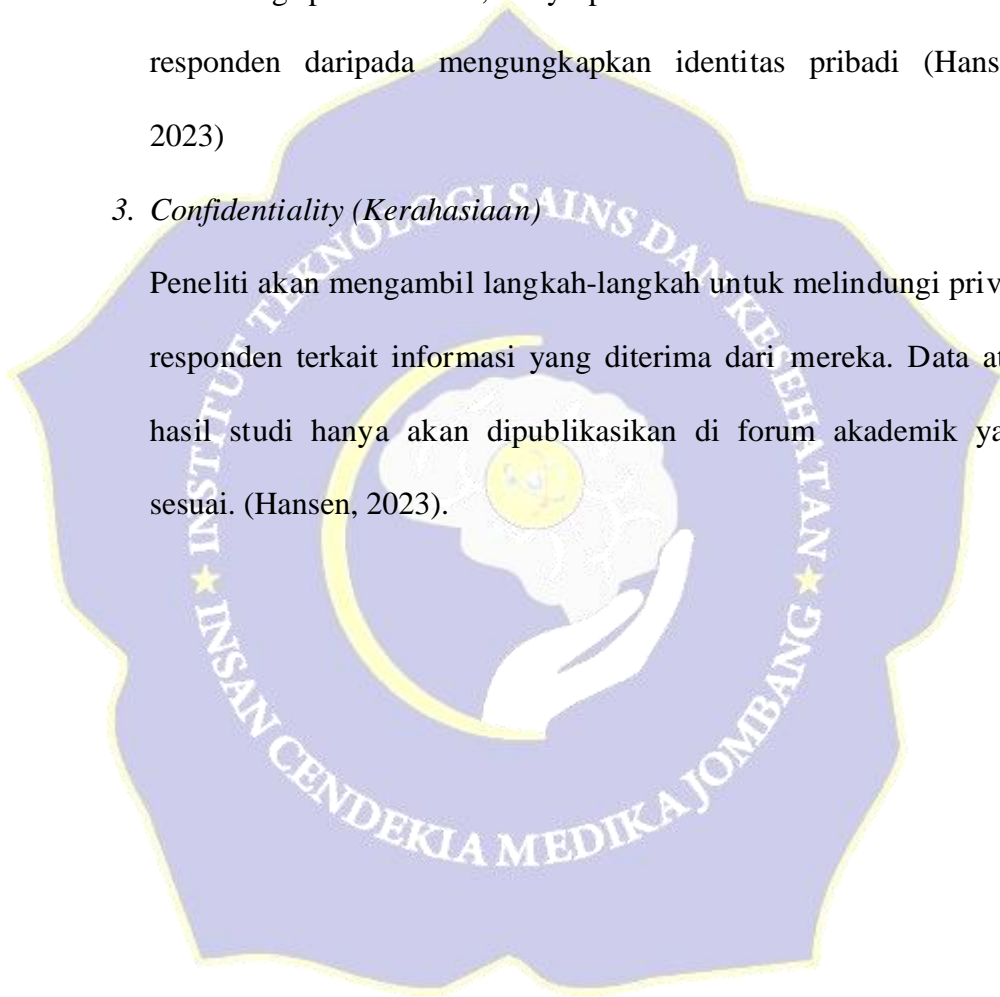 responden daripada mengungkapkan identitas pribadi (Hans
2023)
3. Confidentiality (Kerahasiaan)
Peneliti akan mengambil langkah-langkah untuk melindungi priv
responden terkait informasi yang diterima dari mereka. Data at
hasil studi hanya akan dipublikasikan di forum akademik ya
sesuai. (Hansen, 2023).
INSTITUT TEKNOLOGI SAINS DAN KESEHATAN
INSAN CENDEKIA MEDIKA JOMBANG